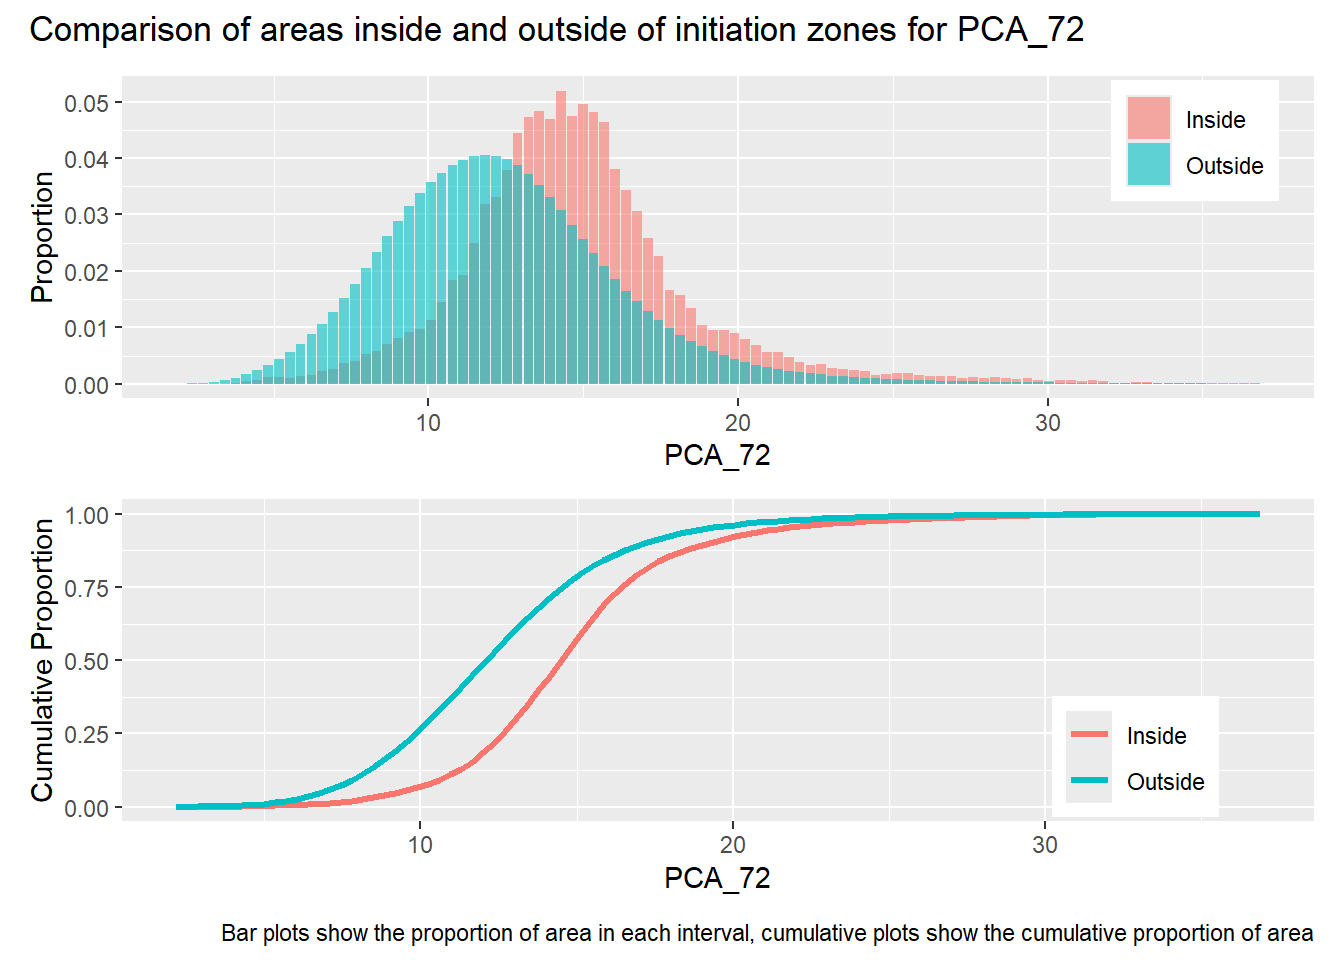 Comparison of areas inside and outside of initiation zones for PCA_72
Proportion
0.05
0.04
0.03
0.02
0.01
0.00
Inside
Outside
10
20
30
PCA_72
Cumulative Proportion
1.00
0.75
0.50
0.25
0.00
Inside
Outside
10
20
30
PCA_72
Bar plots show the proportion of area in each interval, cumulative plots show the cumulative proportion of area